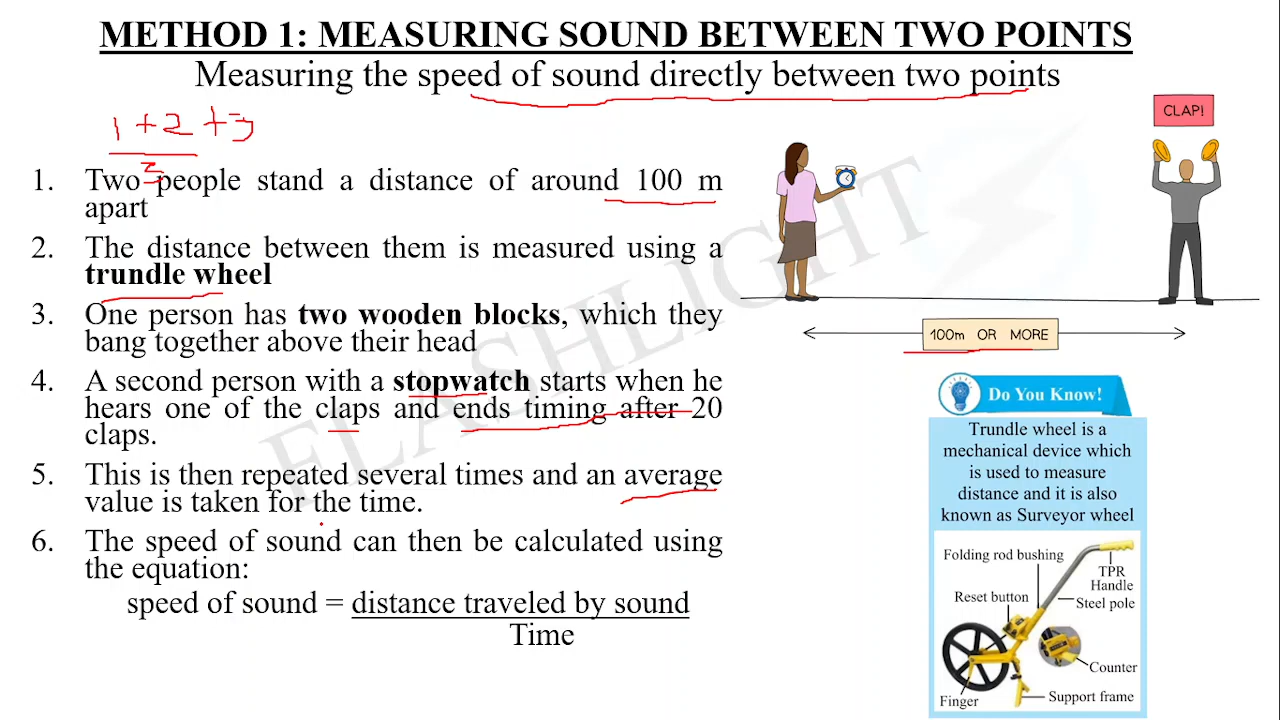 METHOD 1: MEASURING SOUND BETWEEN TWO POINTS
Measuring the speed of sound directly between two points
1 + 2 + 3
3
1. Two people stand a distance of around 100 m
apart
2. The distance between them is measured using a
trundle wheel
3. One person has two wooden blocks, which they
bang together above their head
4. A second person with a stopwatch starts when he
hears one of the claps and ends timing after 20
claps.
5. This is then repeated several times and an average
value is taken for the time.
6. The speed of sound can then be calculated using
the equation:
speed of sound = distance traveled by sound
Time
CLAP!
100m OR MORE
Do You Know!
Trundle wheel is a
mechanical device which
is used to measure
distance and it is also
known as Surveyor wheel
Folding rod bushing
TPR
Handle
Reset button
Steel pole
Counter
Finger
Support frame
FLASHLIGHT